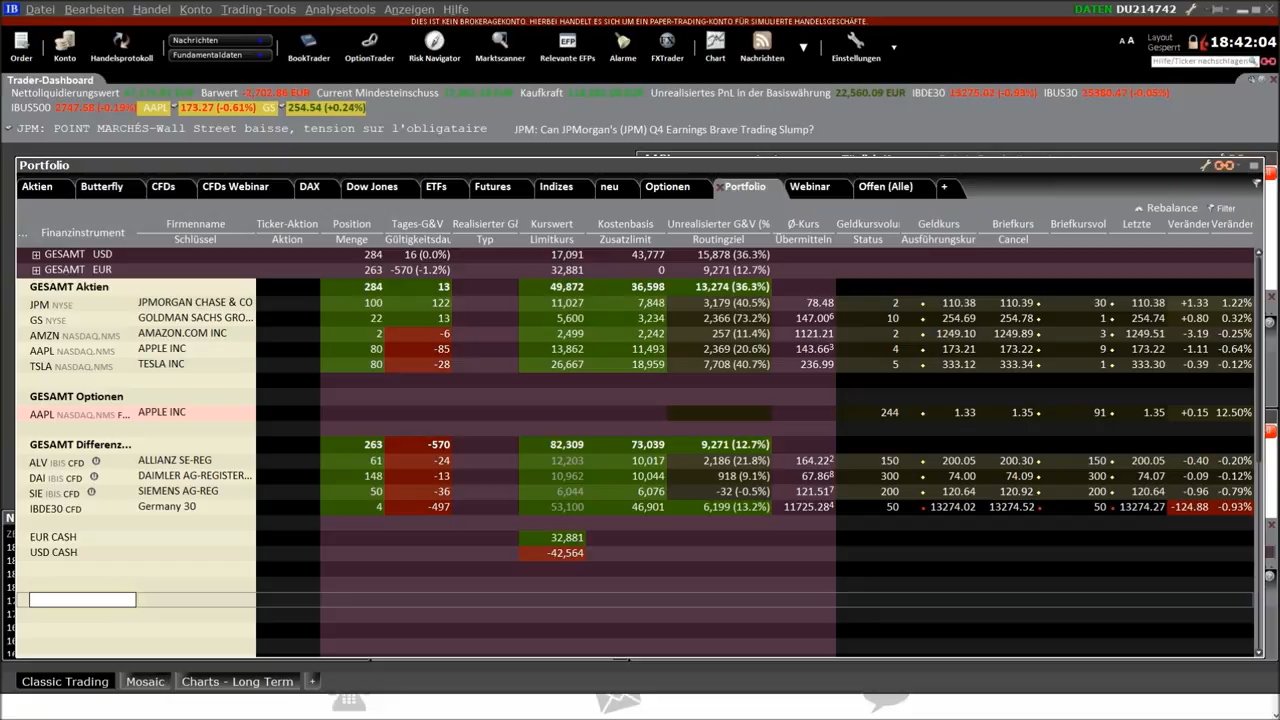 IB Datei Bearbeiten Handel Konto Trading-Tools Analysetools Anzeigen Hilfe DATEN DU214742
DIES IST KEIN BROKERAGEKONTO. HIERBEI HANDELT ES SICH UM EIN PAPER-TRADING-KONTO FÜR SIMULIERTE HANDELSGESCHÄFTE.
Order Konto Handelsprotokoll Nachrichten Fundamentaldaten BookTrader OptionTrader Risk Navigator Marktscanner EFP Relevante EFPs Alarme FX FXTrader Chart Nachrichten Einstellungen A A Layout Gesperrt 18:42:04
Hilfe/Ticker nachschlagen
Trader-Dashboard
Nettoliquidierungswert Barwert -2,702.86 EUR Current Mindesteinschuss Kaufkraft Unrealisiertes PnL in der Basiswährung 22,560.09 EUR IBDE30 13275.02 (-0.93%) IBUS30 25380.47 (-0.05%)
IBUS500 2747.58 (-0.19%) AAPL 173.27 (-0.61%) GS 254.54 (+0.24%)
JPM: POINT MARCHÉS-Wall Street baisse, tension sur l'obligataire JPM: Can JPMorgan's (JPM) Q4 Earnings Brave Trading Slump?
Portfolio
Aktien Butterfly CFDs CFDs Webinar DAX Dow Jones ETFs Futures Indizes neu Optionen Portfolio Webinar Offen (Alle) +
Rebalance Filter
... Finanzinstrument Firmenname Ticker-Aktion Position Tages-G&V Realisierter G/ Kurswert Kostenbasis Unrealisierter G&V (% Ø-Kurs Geldkursvolu Geldkurs Briefkurs Briefkursvol Letzte Veränder Veränder
Schlüssel Aktion Menge Gültigkeitsdau Typ Limitkurs Zusatzlimit Routingziel Übermitteln Status Ausführungskur Cancel
GESAMT USD 284 16 (0.0%) 17,091 43,777 15,878 (36.3%)
GESAMT EUR 263 -570 (-1.2%) 32,881 0 9,271 (12.7%)
GESAMT Aktien 284 13 49,872 36,598 13,274 (36.3%)
JPM NYSE JPMORGAN CHASE & CO 100 122 11,027 7,848 3,179 (40.5%) 78.48 2 110.38 110.39 30 110.38 +1.33 1.22%
GS NYSE GOLDMAN SACHS GRO... 22 13 5,600 3,234 2,366 (73.2%) 147.00⁶ 10 254.69 254.78 1 254.74 +0.80 0.32%
AMZN NASDAQ.NMS AMAZON.COM INC 2 -6 2,499 2,242 257 (11.4%) 1121.21 2 1249.10 1249.89 3 1249.51 -3.19 -0.25%
AAPL NASDAQ.NMS APPLE INC 80 -85 13,862 11,493 2,369 (20.6%) 143.66³ 4 173.21 173.22 9 173.22 -1.11 -0.64%
TSLA NASDAQ.NMS TESLA INC 80 -28 26,667 18,959 7,708 (40.7%) 236.99 5 333.12 333.34 1 333.30 -0.39 -0.12%
GESAMT Optionen
AAPL NASDAQ.NMS F... APPLE INC 244 1.33 1.35 91 1.35 +0.15 12.50%
GESAMT Differenz... 263 -570 82,309 73,039 9,271 (12.7%)
ALV IBIS CFD ALLIANZ SE-REG 61 -24 12,203 10,017 2,186 (21.8%) 164.22² 150 200.05 200.30 150 200.05 -0.40 -0.20%
DAI IBIS CFD DAIMLER AG-REGISTER... 148 -13 10,962 10,044 918 (9.1%) 67.86⁸ 300 74.00 74.09 300 74.07 -0.09 -0.12%
SIE IBIS CFD SIEMENS AG-REG 50 -36 6,044 6,076 -32 (-0.5%) 121.51⁷ 200 120.64 120.92 200 120.64 -0.96 -0.79%
IBDE30 CFD Germany 30 4 -497 53,100 46,901 6,199 (13.2%) 11725.28⁴ 50 13274.02 13274.52 50 13274.27 -124.88 -0.93%
EUR CASH 32,881
USD CASH -42,564
Classic Trading Mosaic Charts - Long Term +